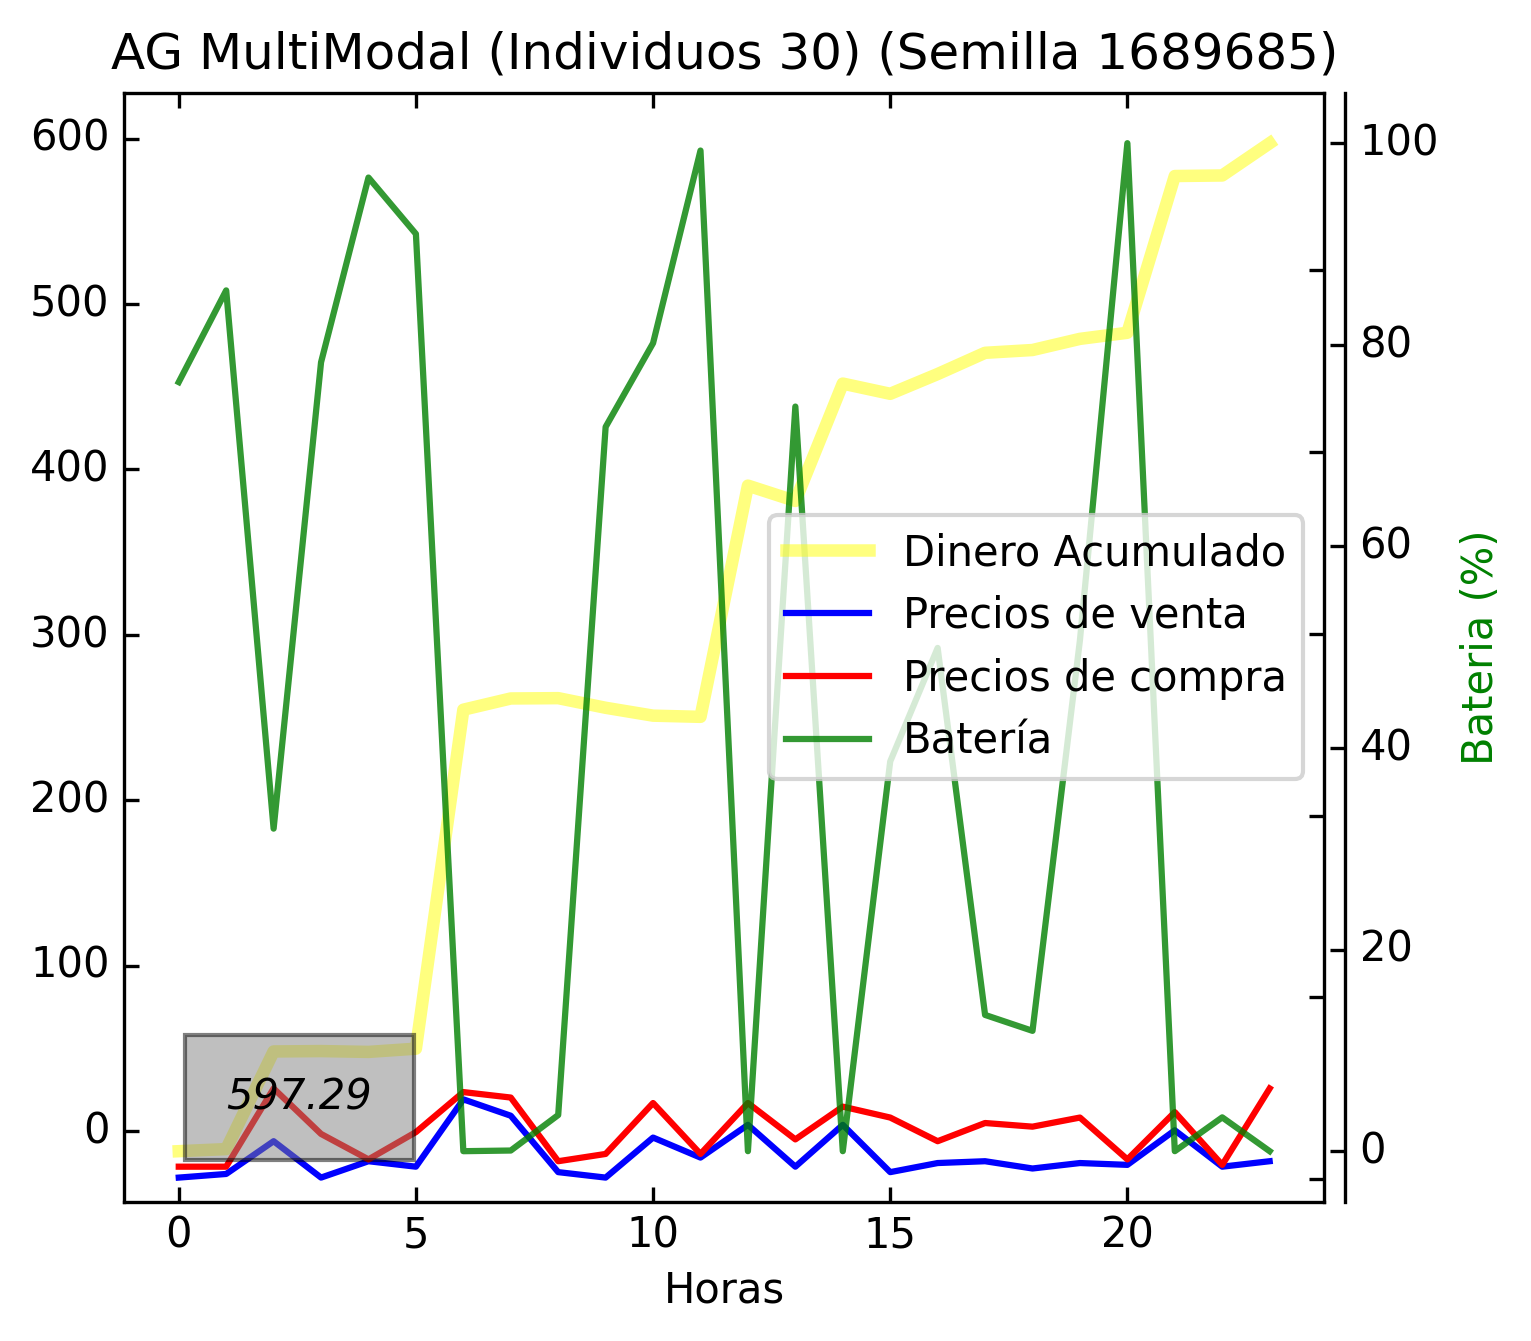 AG MultiModal (Individuos 30) (Semilla 1689685)
600
500
400
300
200
100
0
597.29
Dinero Acumulado
Precios de venta
Precios de compra
Batería
100
80
60
40
20
0
Bateria (%)
0 5 10 15 20
Horas